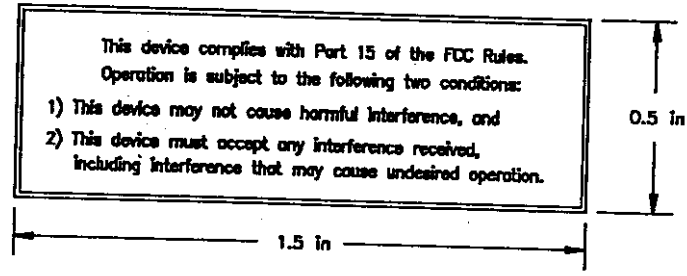 This device complies with Part 15 of the FCC Rules.
Operation is subject to the following two conditions:
1) This device may not cause harmful interference, and
2) This device must accept any interference received,
including interference that may cause undesired operation.
0.5 in
1.5 in